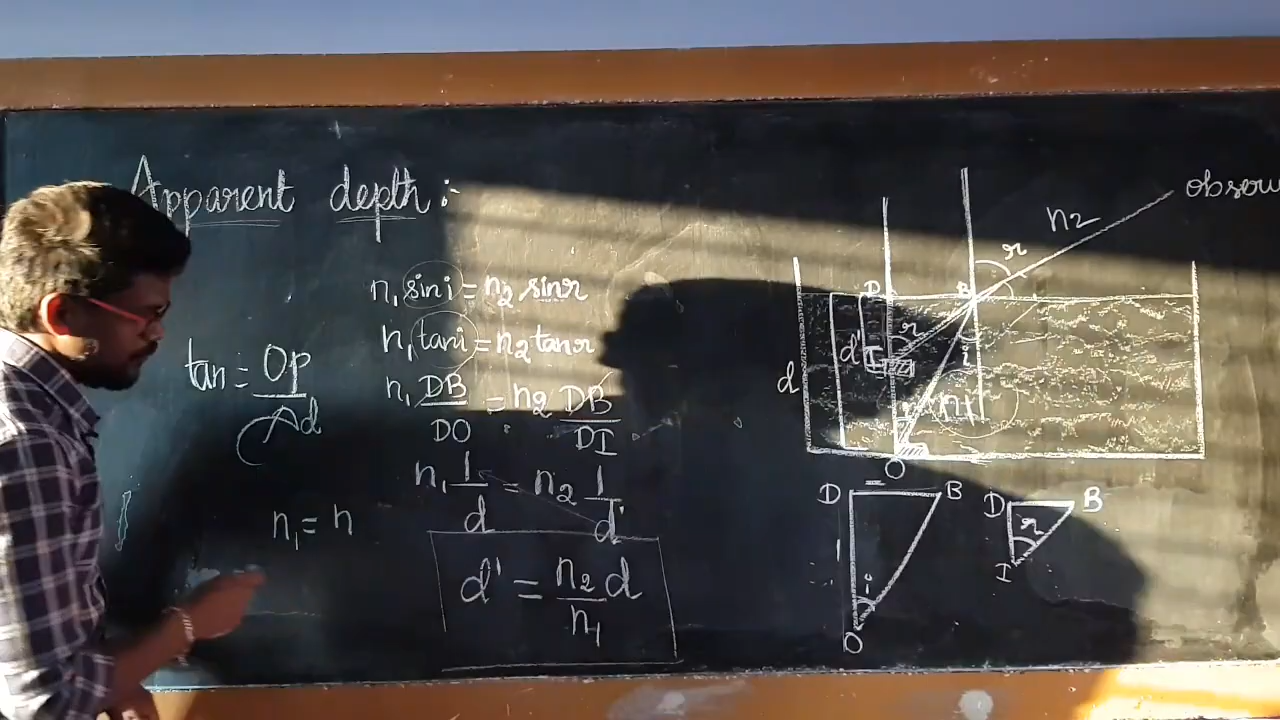 Apparent depth :-
n₁ sin i = n₂ sin r
n₁ tan i = n₂ tan r
tan = Op / Ad
n₁ DB / DO = n₂ DB / DI
n₁ 1 / d = n₂ 1 / d'
n₁ = n
d' = n₂ / n₁ d
n₂
r
D
B
d'
r
I
i
d
i
n₁
O
D
B
i
O
D
B
r
I